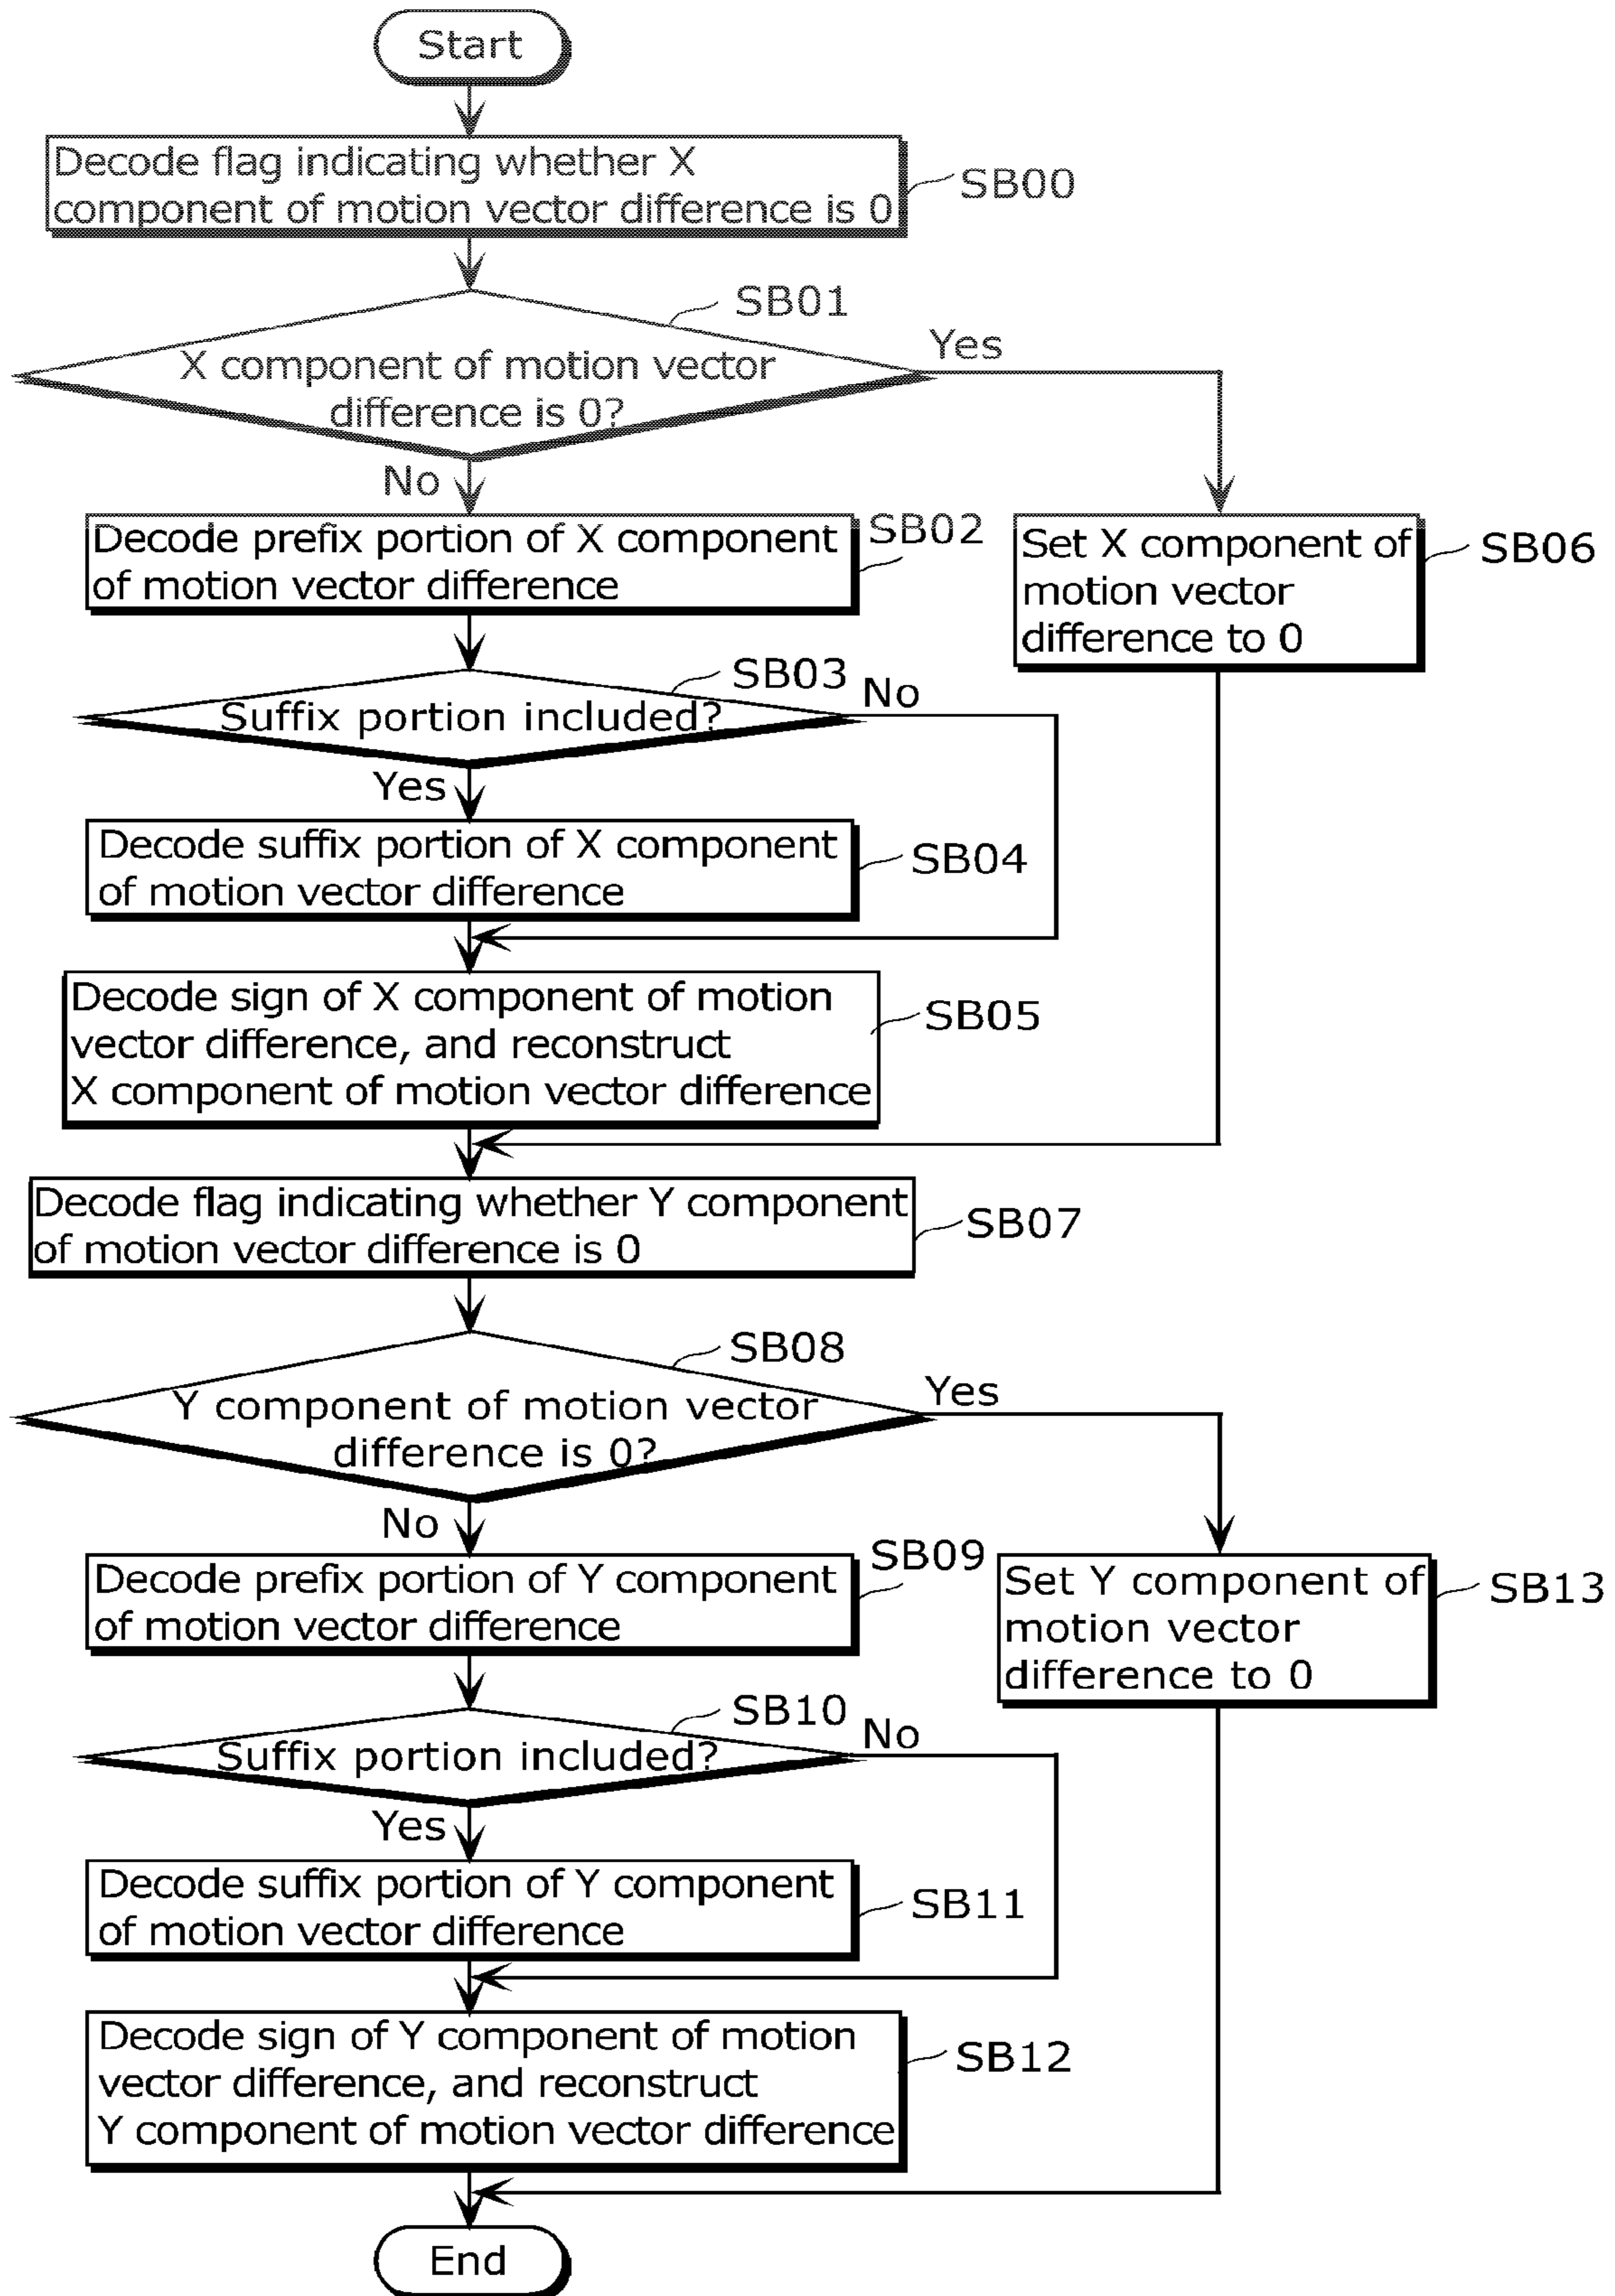 Start
Decode flag indicating whether X
component of motion vector difference is 0
SB00
SB01
X component of motion vector
difference is 0?
Yes
No
Decode prefix portion of X component
of motion vector difference
SB02
Set X component of
motion vector
difference to 0
SB06
SB03
Suffix portion included?
No
Yes
Decode suffix portion of X component
of motion vector difference
SB04
Decode sign of X component of motion
vector difference, and reconstruct
X component of motion vector difference
SB05
Decode flag indicating whether Y component
of motion vector difference is 0
SB07
SB08
Y component of motion vector
difference is 0?
Yes
No
Decode prefix portion of Y component
of motion vector difference
SB09
Set Y component of
motion vector
difference to 0
SB13
SB10
Suffix portion included?
No
Yes
Decode suffix portion of Y component
of motion vector difference
SB11
Decode sign of Y component of motion
vector difference, and reconstruct
Y component of motion vector difference
SB12
End